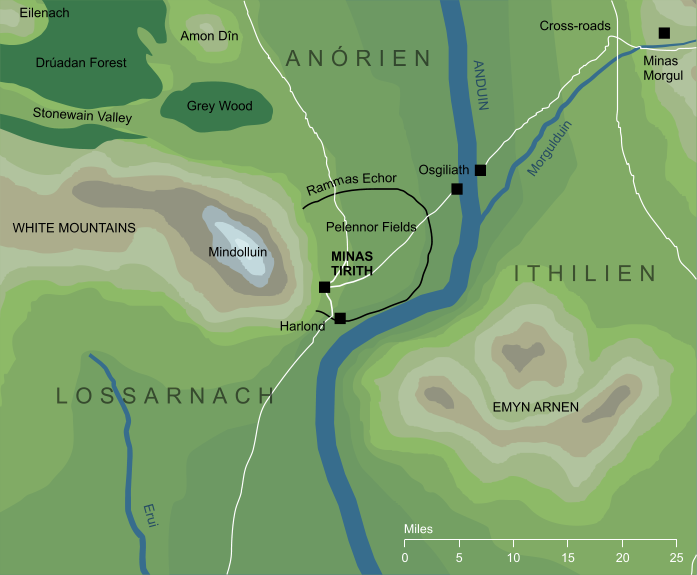 Eilenach
Cross-roads
Amon Dîn
ANÓRIEN
Drúadan Forest
Minas
Morgul
ANDUIN
Grey Wood
Stonewain Valley
Morgulduin
Osgiliath
Rammas Echor
Pelennor Fields
WHITE MOUNTAINS
Mindolluin
MINAS
TIRITH
ITHILIEN
Harlond
LOSSARNACH
EMYN ARNEN
Erui
Miles
0 5 10 15 20 25